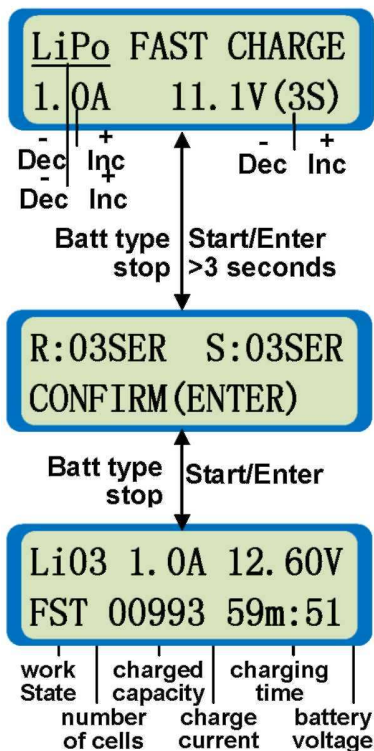 LiPo FAST CHARGE
1.0A 11.1V(3S)
- + - +
Dec Inc Dec Inc
- +
Dec Inc
Batt type Start/Enter
stop >3 seconds
R:03SER S:03SER
CONFIRM(ENTER)
Batt type Start/Enter
stop
Li03 1.0A 12.60V
FST 00993 59m:51
work charged charging
State capacity time
number charge battery
of cells current voltage